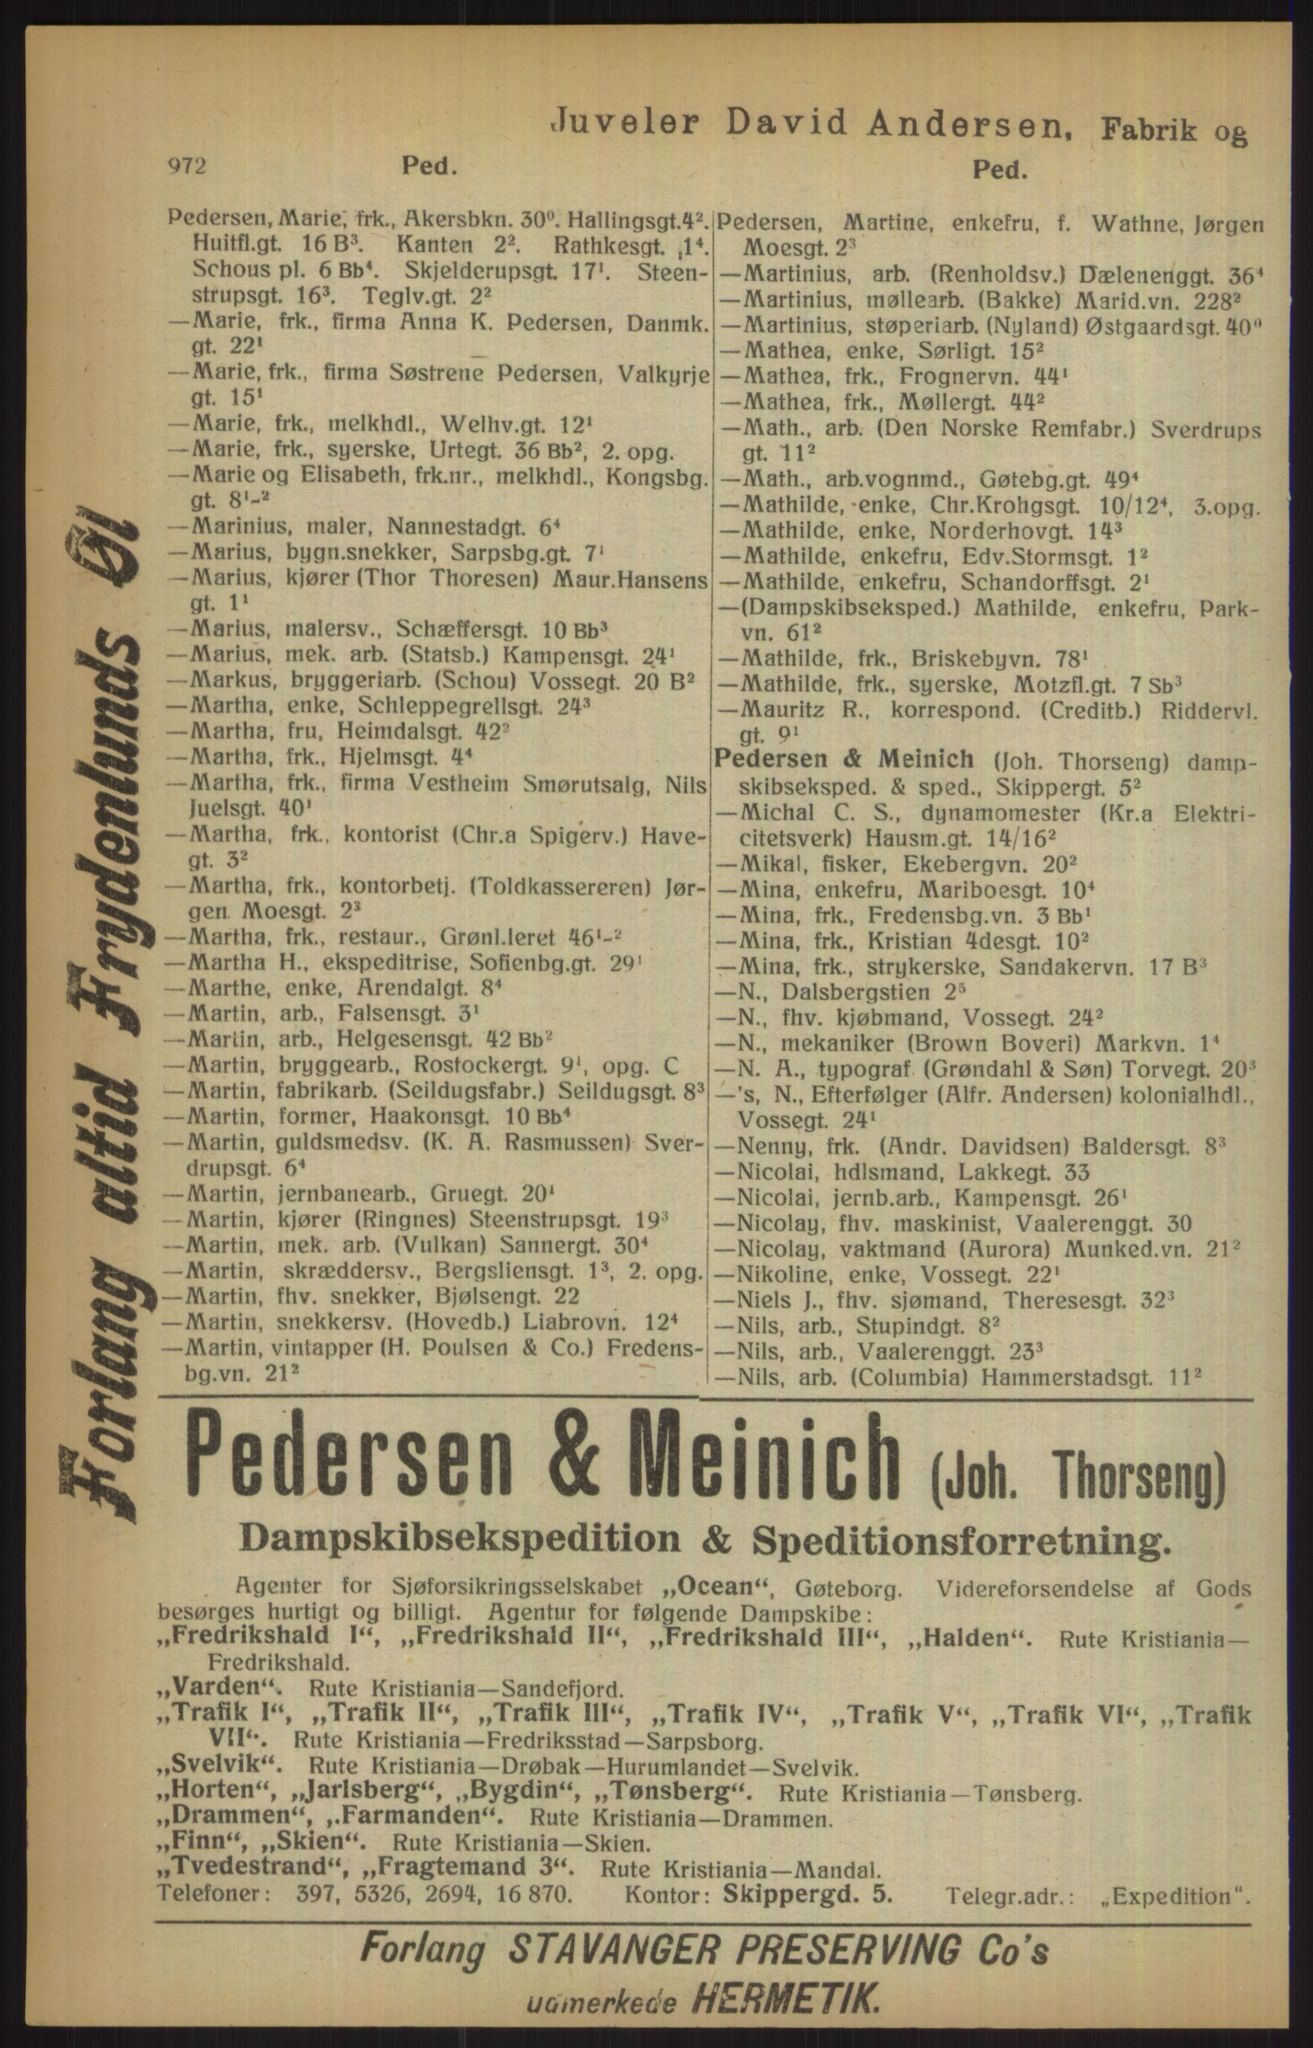 Juveler David Andersen, Fabrik og
972 Ped. Ped.
Pedersen, Marie, frk., Akersbkn. 30⁰. Hallingsgt. 4².
Huitfl.gt. 16 B³. Kanten 2². Rathkesgt. 1⁴.
Schous pl. 6 Bb⁴. Skjelderupsgt. 17¹. Steen-
strupsgt. 16³. Teglv.gt. 2²
—Marie, frk., firma Anna K. Pedersen, Danmk.
gt. 22¹
—Marie, frk., firma Søstrene Pedersen, Valkyrje
gt. 15¹
—Marie, frk., melkhdl., Welhv.gt. 12¹
—Marie, frk., syerske, Urtegt. 36 Bb², 2. opg.
—Marie og Elisabeth, frk.nr., melkhdl., Kongsbg.
gt. 8¹-²
—Marinius, maler, Nannestadgt. 6⁴
—Marius, bygn.snekker, Sarpsbg.gt. 7¹
—Marius, kjører (Thor Thoresen) Maur.Hansens
gt. 1¹
—Marius, malersv., Schæffersgt. 10 Bb³
—Marius, mek. arb. (Statsb.) Kampensgt. 24¹
—Markus, bryggeriarb. (Schou) Vossegt. 20 B²
—Martha, enke, Schleppegrellsgt. 24³
—Martha, fru, Heimdalsgt. 42²
—Martha, frk., Hjelmsgt. 4⁴
—Martha, frk., firma Vestheim Smørutsalg, Nils
Juelsgt. 40¹
—Martha, frk., kontorist (Chr.a Spigerv.) Have-
gt. 3²
—Martha, frk., kontorbetj. (Toldkassereren) Jør-
gen Moesgt. 2³
—Martha, frk., restaur., Grønl.leret 46¹-²
—Martha H., ekspeditrise, Sofienbg.gt. 29¹
—Marthe, enke, Arendalgt. 8⁴
—Martin, arb., Falsensgt. 3¹
—Martin, arb., Helgesensgt. 42 Bb²
—Martin, bryggearb., Rostockergt. 9¹, opg. C
—Martin, fabrikarb. (Seildugsfabr.) Seildugsgt. 8³
—Martin, former, Haakonsgt. 10 Bb⁴
—Martin, guldsmedsv. (K. A. Rasmussen) Sver-
drupsgt. 6⁴
—Martin, jernbanearb., Gruegt. 20¹
—Martin, kjører (Ringnes) Steenstrupsgt. 19³
—Martin, mek. arb. (Vulkan) Sannergt. 30⁴
—Martin, skræddersv., Bergsliensgt. 1³, 2. opg.
—Martin, fhv. snekker, Bjølsengt. 22
—Martin, snekkersv. (Hovedb.) Liabrovn. 12⁴
—Martin, vintapper (H. Poulsen & Co.) Fredens-
bg.vn. 21²
Pedersen, Martine, enkefru, f. Wathne, Jørgen
Moesgt. 2³
—Martinius, arb. (Renholdsv.) Dælenenggt. 36⁴
—Martinius, møllearb. (Bakke) Marid.vn. 228²
—Martinius, støperiarb. (Nyland) Østgaardsgt. 40⁰
—Mathea, enke, Sørligt. 15²
—Mathea, frk., Frognervn. 44¹
—Mathea, frk., Møllergt. 44²
—Math., arb. (Den Norske Remfabr.) Sverdrups
gt. 11²
—Math., arb.vognmd., Gøtebg.gt. 49⁴
—Mathilde, enke, Chr.Krohgsgt. 10/12⁴, 3.opg.
—Mathilde, enke, Norderhovgt. 14³
—Mathilde, enkefru, Edv.Stormsgt. 1²
—Mathilde, enkefru, Schandorffsgt. 2¹
—(Dampskibseksped.) Mathilde, enkefru, Park-
vn. 61²
—Mathilde, frk., Briskebyvn. 78¹
—Mathilde, frk., syerske, Motzfl.gt. 7 Sb³
—Mauritz R., korrespond. (Creditb.) Riddervl.
gt. 9¹
Pedersen & Meinich (Joh. Thorseng) damp-
skibseksped. & sped., Skippergt. 5²
—Michal C. S., dynamomester (Kr.a Elektri-
citetsverk) Hausm.gt. 14/16²
—Mikal, fisker, Ekebergvn. 20²
—Mina, enkefru, Mariboesgt. 10⁴
—Mina, frk., Fredensbg.vn. 3 Bb¹
—Mina, frk., Kristian 4desgt. 10²
—Mina, frk., strykerske, Sandakervn. 17 B³
—N., Dalsbergstien 2⁵
—N., fhv. kjøbmand, Vossegt. 24²
—N., mekaniker (Brown Boveri) Markvn. 1⁴
—N. A., typograf (Grøndahl & Søn) Torvegt. 20³
—'s, N., Efterfølger (Alfr. Andersen) kolonialhdl.,
Vossegt. 24¹
—Nenny, frk. (Andr. Davidsen) Baldersgt. 8³
—Nicolai, hdlsmand, Lakkegt. 33
—Nicolai, jernb.arb., Kampensgt. 26¹
—Nicolay, fhv. maskinist, Vaalerenggt. 30
—Nicolay, vaktmand (Aurora) Munked.vn. 21²
—Nikoline, enke, Vossegt. 22¹
—Niels J., fhv. sjømand, Theresesgt. 32³
—Nils, arb., Stupindgt. 8²
—Nils, arb., Vaalerenggt. 23³
—Nils, arb. (Columbia) Hammerstadsgt. 11²
Forlang altid Frydenlunds Øl
Pedersen & Meinich (Joh. Thorseng)
Dampskibsekspedition & Speditionsforretning.
Agenter for Sjøforsikringsselskabet „Ocean“, Gøteborg. Videreforsendelse af Gods
besørges hurtigt og billigt. Agentur for følgende Dampskibe:
„Fredrikshald I“, „Fredrikshald II“, „Fredrikshald III“, „Halden“. Rute Kristiania—
Fredrikshald.
„Varden“. Rute Kristiania—Sandefjord.
„Trafik I“, „Trafik II“, „Trafik III“, „Trafik IV“, „Trafik V“, „Trafik VI“, „Trafik
VII“. Rute Kristiania—Fredriksstad—Sarpsborg.
„Svelvik“. Rute Kristiania—Drøbak—Hurumlandet—Svelvik.
„Horten“, „Jarlsberg“, „Bygdin“, „Tønsberg“. Rute Kristiania—Tønsberg.
„Drammen“, „Farmanden“. Rute Kristiania—Drammen.
„Finn“, „Skien“. Rute Kristiania—Skien.
„Tvedestrand“, „Fragtemand 3“. Rute Kristiania—Mandal.
Telefoner: 397, 5326, 2694, 16 870. Kontor: Skippergd. 5. Telegr.adr.: „Expedition“.
Forlang STAVANGER PRESERVING Co's
udmerkede HERMETIK.